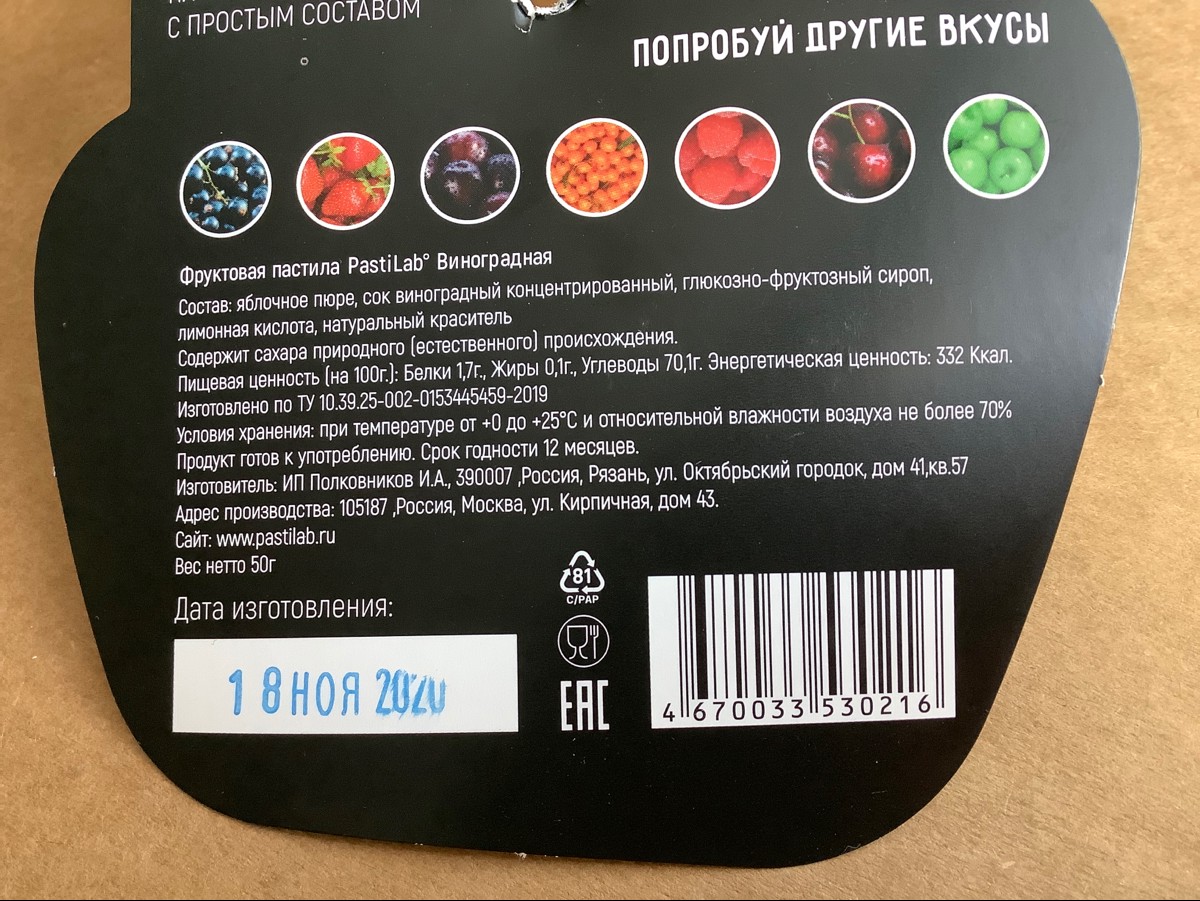 С ПРОСТЫМ СОСТАВОМ
ПОПРОБУЙ ДРУГИЕ ВКУСЫ
Фруктовая пастила PastiLab® Виноградная
Состав: яблочное пюре, сок виноградный концентрированный, глюкозно-фруктозный сироп,
лимонная кислота, натуральный краситель
Содержит сахара природного (естественного) происхождения.
Пищевая ценность (на 100г.): Белки 1,7г., Жиры 0,1г., Углеводы 70,1г. Энергетическая ценность: 332 Ккал.
Изготовлено по ТУ 10.39.25-002-0153445459-2019
Условия хранения: при температуре от +0 до +25°С и относительной влажности воздуха не более 70%
Продукт готов к употреблению. Срок годности 12 месяцев.
Изготовитель: ИП Полковников И.А., 390007 ,Россия, Рязань, ул. Октябрьский городок, дом 41,кв.57
Адрес производства: 105187 ,Россия, Москва, ул. Кирпичная, дом 43.
Сайт: www.pastilab.ru
Вес нетто 50г
Дата изготовления:
18 НОЯ 2020
81
C/PAP
EAC
4 670033 530216